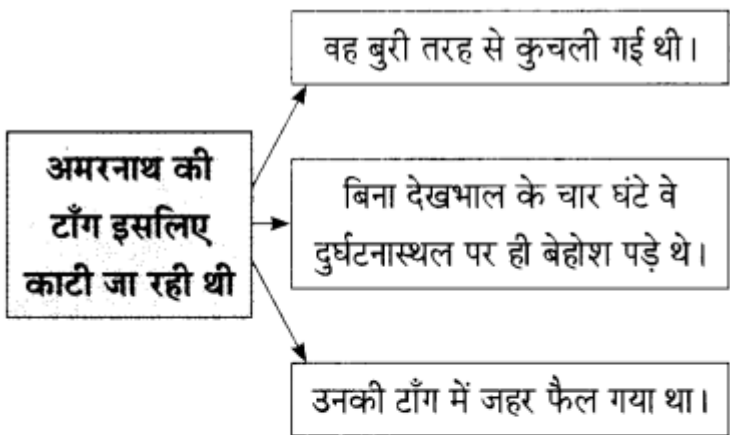 वह बुरी तरह से कुचली गई थी।
अमरनाथ की
टाँग इसलिए
काटी जा रही थी
बिना देखभाल के चार घंटे वे
दुर्घटनास्थल पर ही बेहोश पड़े थे।
उनकी टाँग में जहर फैल गया था।